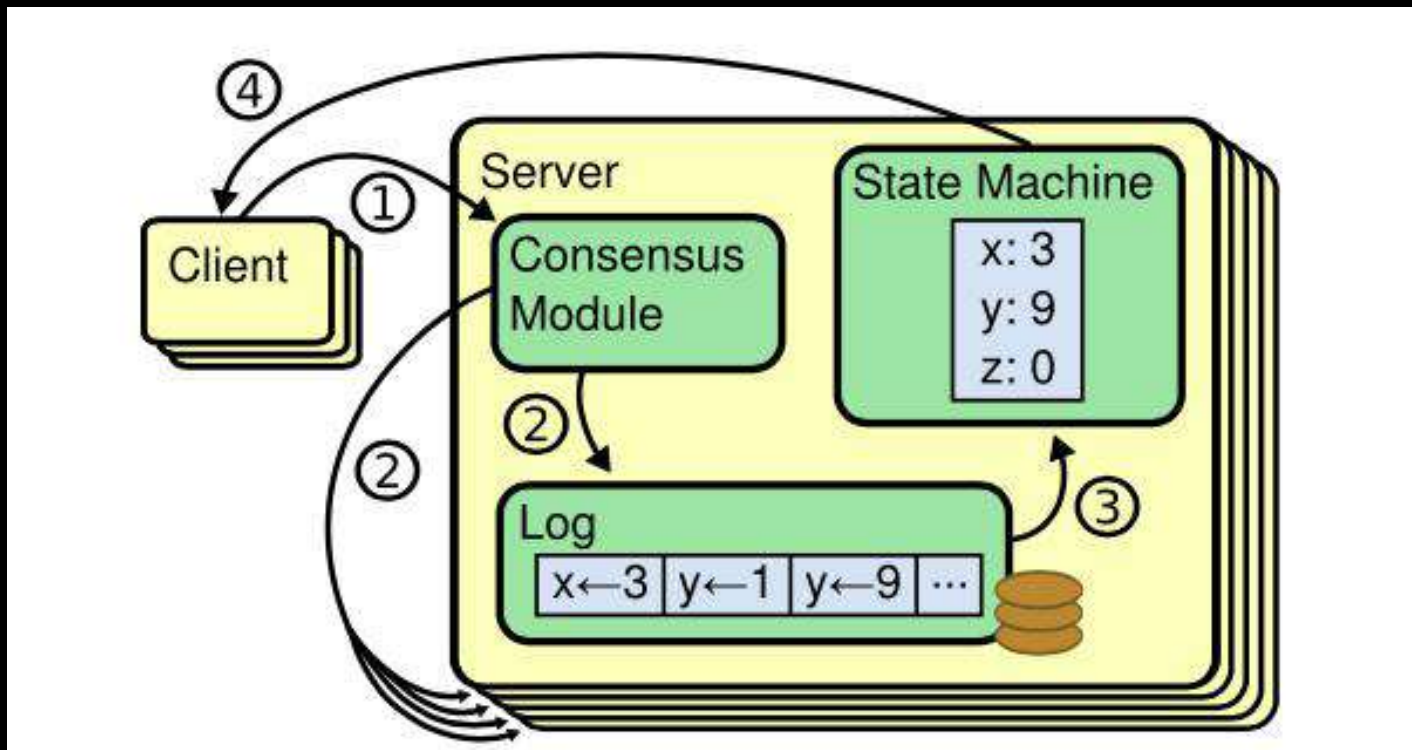 ④
①
Server
State Machine
Client
Consensus
Module
x: 3
y: 9
z: 0
②
②
③
Log
x←3 y←1 y←9 ...